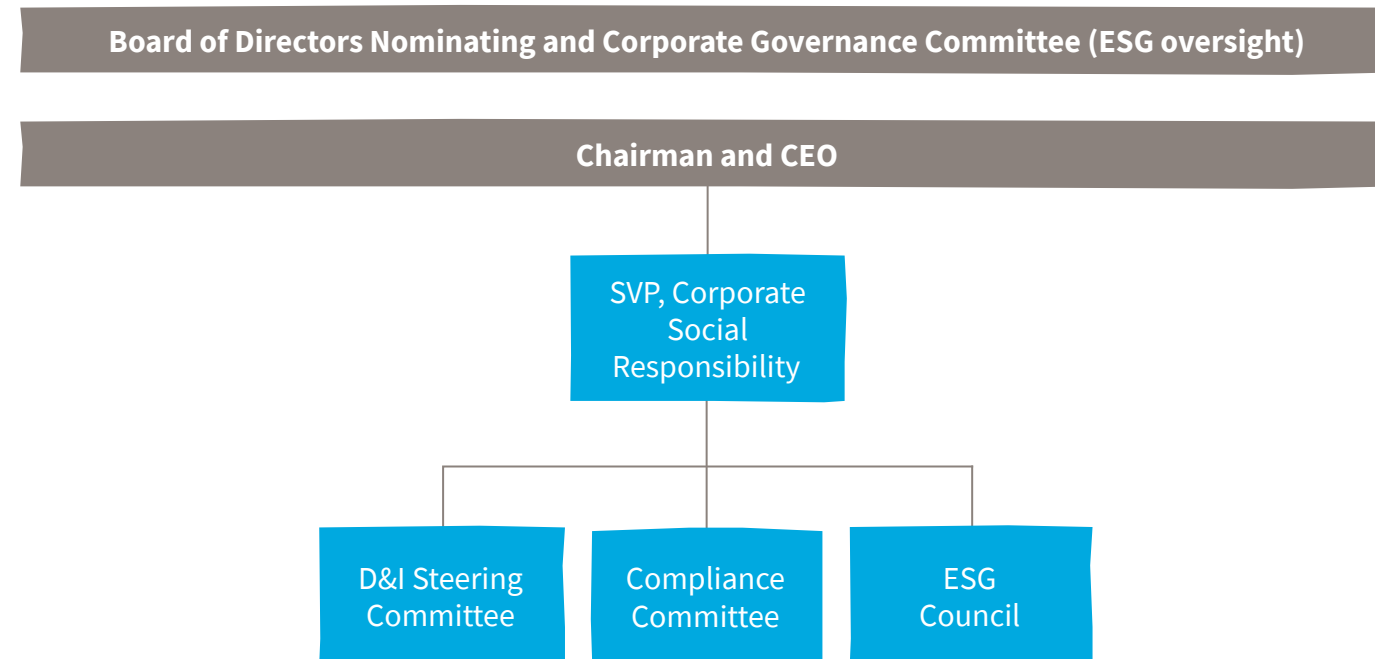 Board of Directors Nominating and Corporate Governance Committee (ESG oversight)
Chairman and CEO
SVP, Corporate
Social
Responsibility
D&I Steering
Committee
Compliance
Committee
ESG
Council